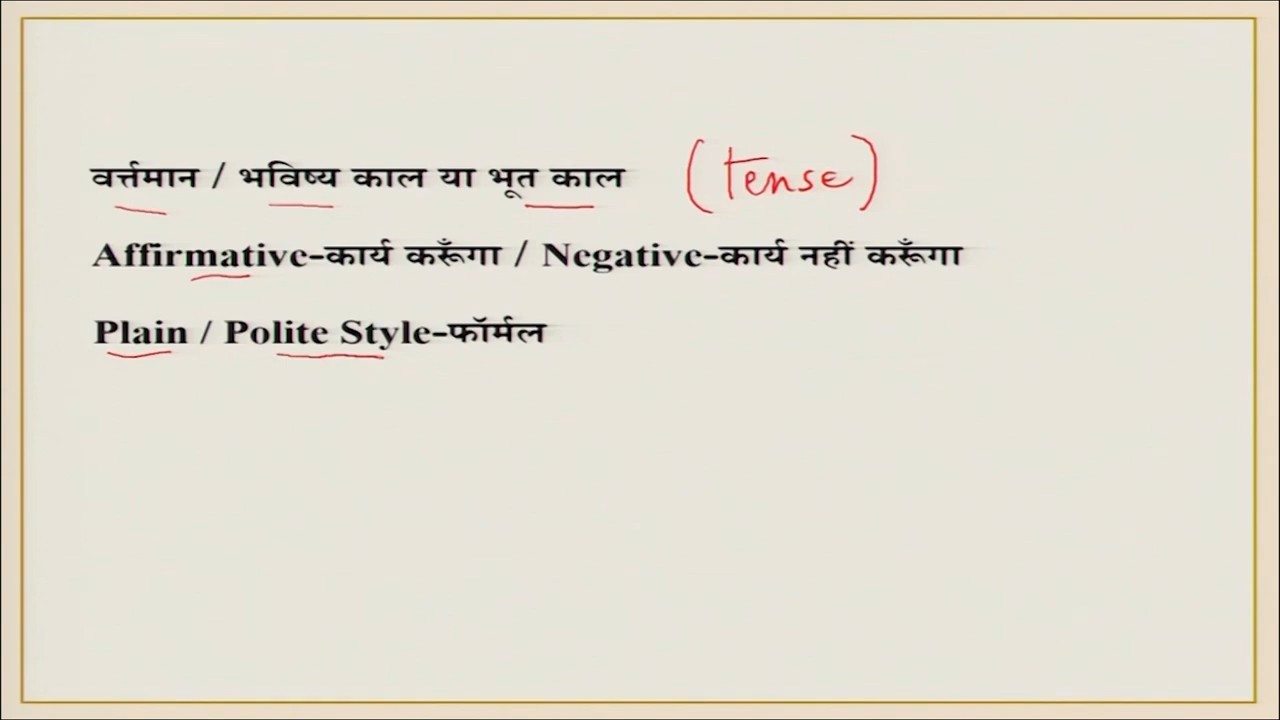 वर्त्तमान / भविष्य काल या भूत काल (tense)
Affirmative-कार्य करूँगा / Negative-कार्य नहीं करूँगा
Plain / Polite Style-फॉर्मल